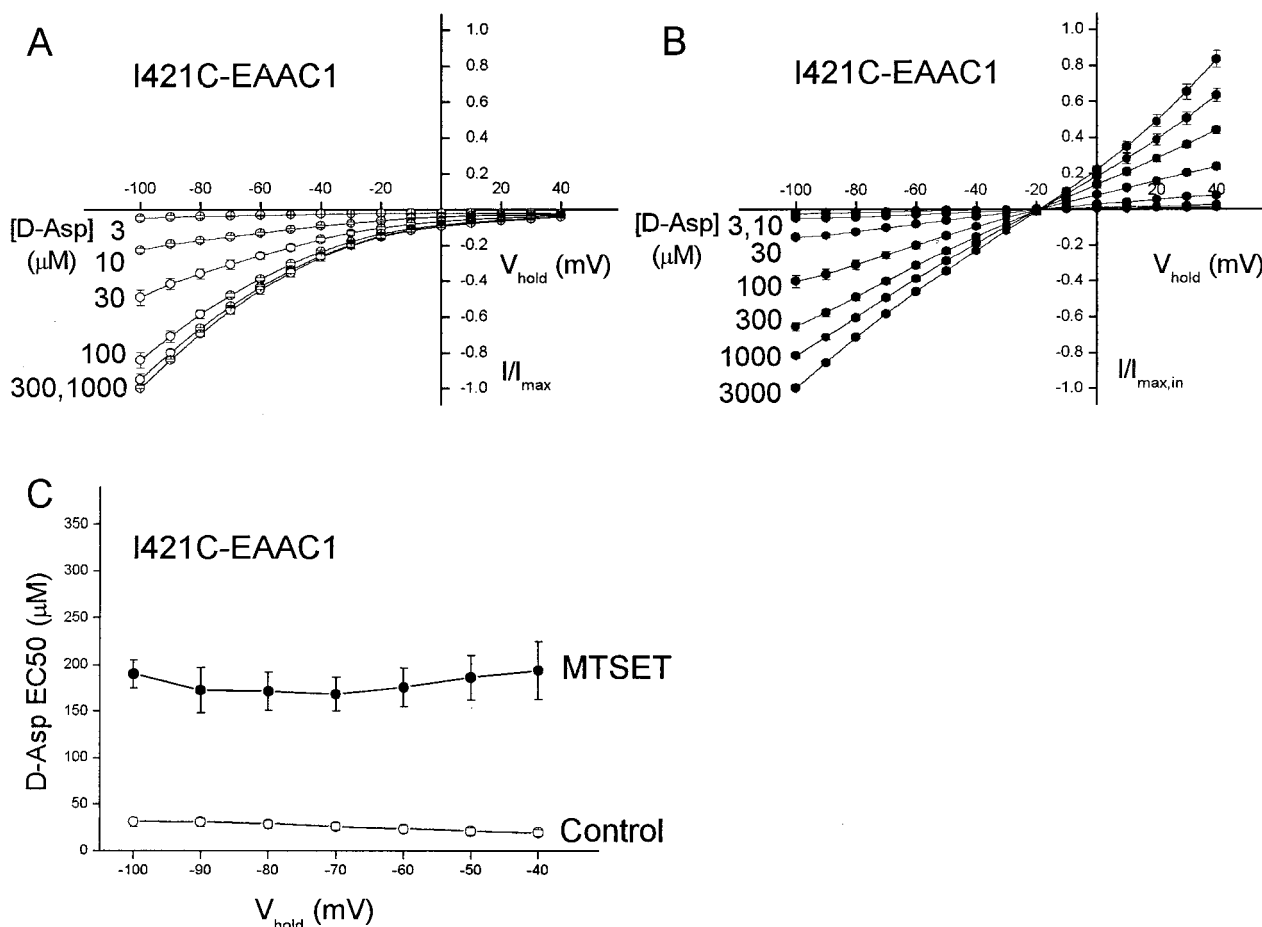 A
I421C-EAAC1
1.0
0.8
0.6
0.4
0.2
-100 -80 -60 -40 -20 20 40
[D-Asp] 3
(μM) 10
30
100
300,1000
-0.2
V_hold (mV)
-0.4
-0.6
-0.8
I/I_max
-1.0
B
I421C-EAAC1
1.0
0.8
0.6
0.4
0.2
-100 -80 -60 -40 -20 20 40
[D-Asp] 3,10
(μM) 30
100
300
1000
3000
-0.2
V_hold (mV)
-0.4
-0.6
-0.8
I/I_max,in
-1.0
C
I421C-EAAC1
D-Asp EC50 (μM)
350
300
250
200
150
100
50
0
MTSET
Control
-100 -90 -80 -70 -60 -50 -40
V_hold (mV)